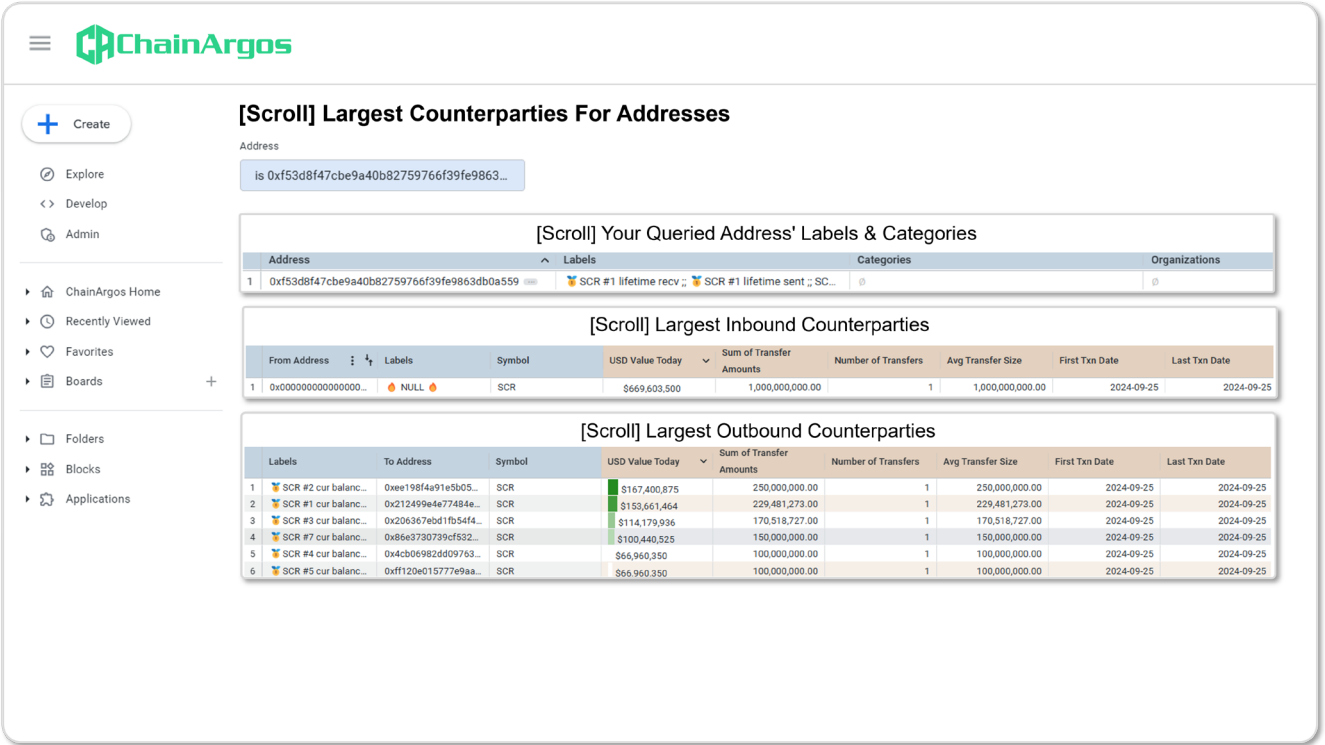 ChainArgos
[Scroll] Largest Counterparties For Addresses
Create
Address
is 0xf53d8f47cbe9a40b82759766f39fe9863...
Explore
Develop
Admin
ChainArgos Home
Recently Viewed
Favorites
Boards
Folders
Blocks
Applications
[Scroll] Your Queried Address' Labels & Categories
Address Labels Categories Organizations
1 0xf53d8f47cbe9a40b82759766f39fe9863db0a559 🥇SCR #1 lifetime recv ;; 🥇SCR #1 lifetime sent ;; SC... ∅ ∅
[Scroll] Largest Inbound Counterparties
From Address Labels Symbol USD Value Today Sum of Transfer Amounts Number of Transfers Avg Transfer Size First Txn Date Last Txn Date
1 0x000000000000000... 🔥 NULL 🔥 SCR $669,603,500 1,000,000,000.00 1 1,000,000,000.00 2024-09-25 2024-09-25
[Scroll] Largest Outbound Counterparties
Labels To Address Symbol USD Value Today Sum of Transfer Amounts Number of Transfers Avg Transfer Size First Txn Date Last Txn Date
1 🥇SCR #2 cur balanc... 0xee198f4a91e5b05... SCR $167,400,875 250,000,000.00 1 250,000,000.00 2024-09-25 2024-09-25
2 🥇SCR #1 cur balanc... 0x212499e4e77484e... SCR $153,661,464 229,481,273.00 1 229,481,273.00 2024-09-25 2024-09-25
3 🥇SCR #3 cur balanc... 0x206367ebd1fb54f4... SCR $114,179,936 170,518,727.00 1 170,518,727.00 2024-09-25 2024-09-25
4 🥇SCR #7 cur balanc... 0x86e3730739cf532... SCR $100,440,525 150,000,000.00 1 150,000,000.00 2024-09-25 2024-09-25
5 🥇SCR #4 cur balanc... 0x4cb06982dd09763... SCR $66,960,350 100,000,000.00 1 100,000,000.00 2024-09-25 2024-09-25
6 🥇SCR #5 cur balanc... 0xff120e015777e9aa... SCR $66,960,350 100,000,000.00 1 100,000,000.00 2024-09-25 2024-09-25